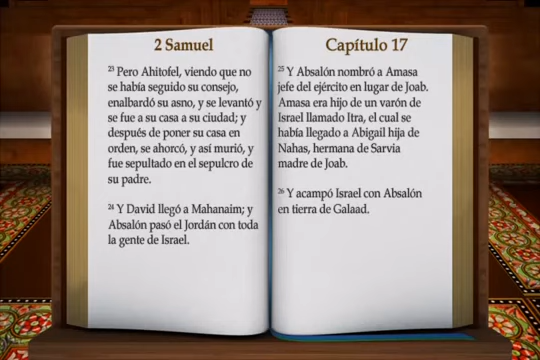 2 Samuel
23 Pero Ahitofel, viendo que no
se había seguido su consejo,
enalbardó su asno, y se levantó y
se fue a su casa a su ciudad; y
después de poner su casa en
orden, se ahorcó, y así murió, y
fue sepultado en el sepulcro de
su padre.
24 Y David llegó a Mahanaim; y
Absalón pasó el Jordán con toda
la gente de Israel.
Capítulo 17
25 Y Absalón nombró a Amasa
jefe del ejército en lugar de Joab.
Amasa era hijo de un varón de
Israel llamado Itra, el cual se
había llegado a Abigail hija de
Nahas, hermana de Sarvia
madre de Joab.
26 Y acampó Israel con Absalón
en tierra de Galaad.